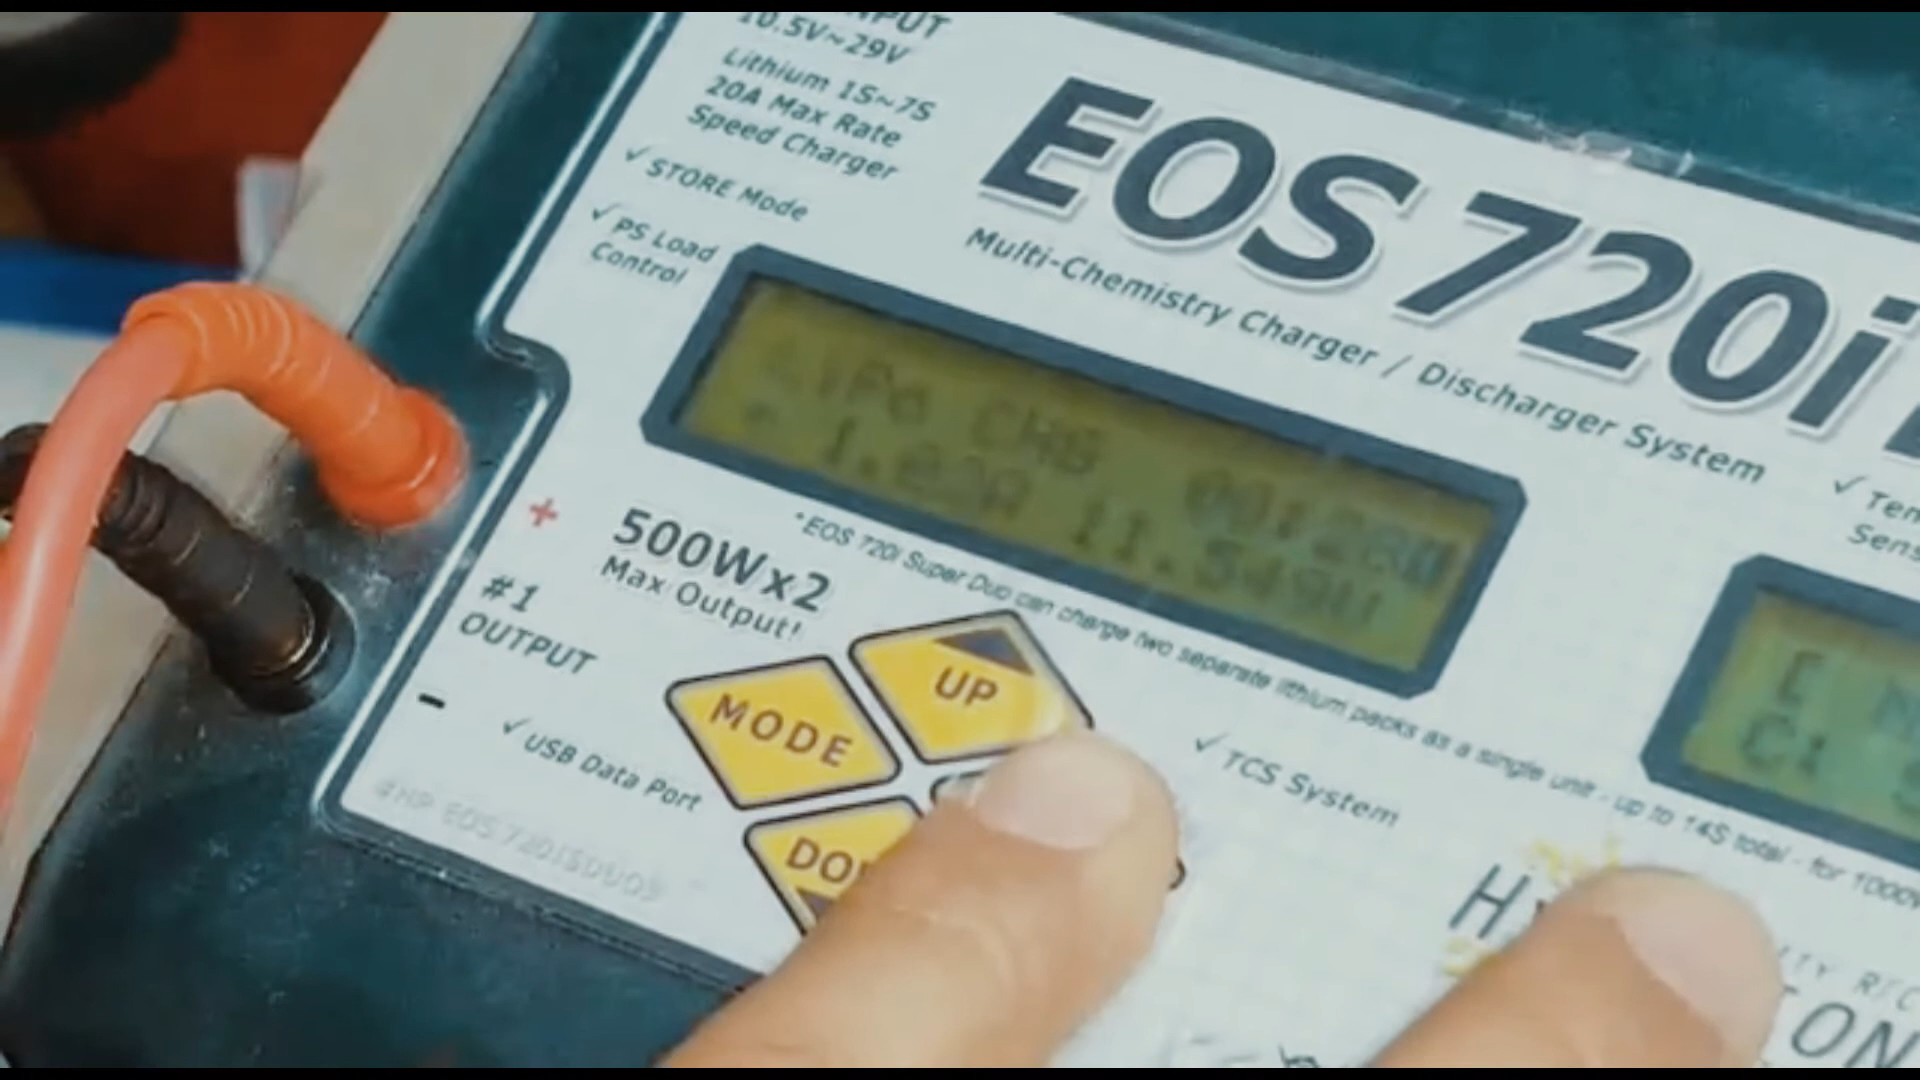 INPUT
10.5V~29V
Lithium 1S~7S
20A Max Rate
Speed Charger
✓ STORE Mode
✓ PS Load
Control
EOS 720i
Multi-Chemistry Charger / Discharger System
LiPo CHG
11.549V
+
500Wx2
Max Output!
* EOS 720i Super Duo can charge two separate lithium packs as a single unit - up to 14S total - for 1000W
#1
OUTPUT
-
✓ USB Data Port
MODE
UP
✓ TCS System
#HP-EOS720ISDUO3